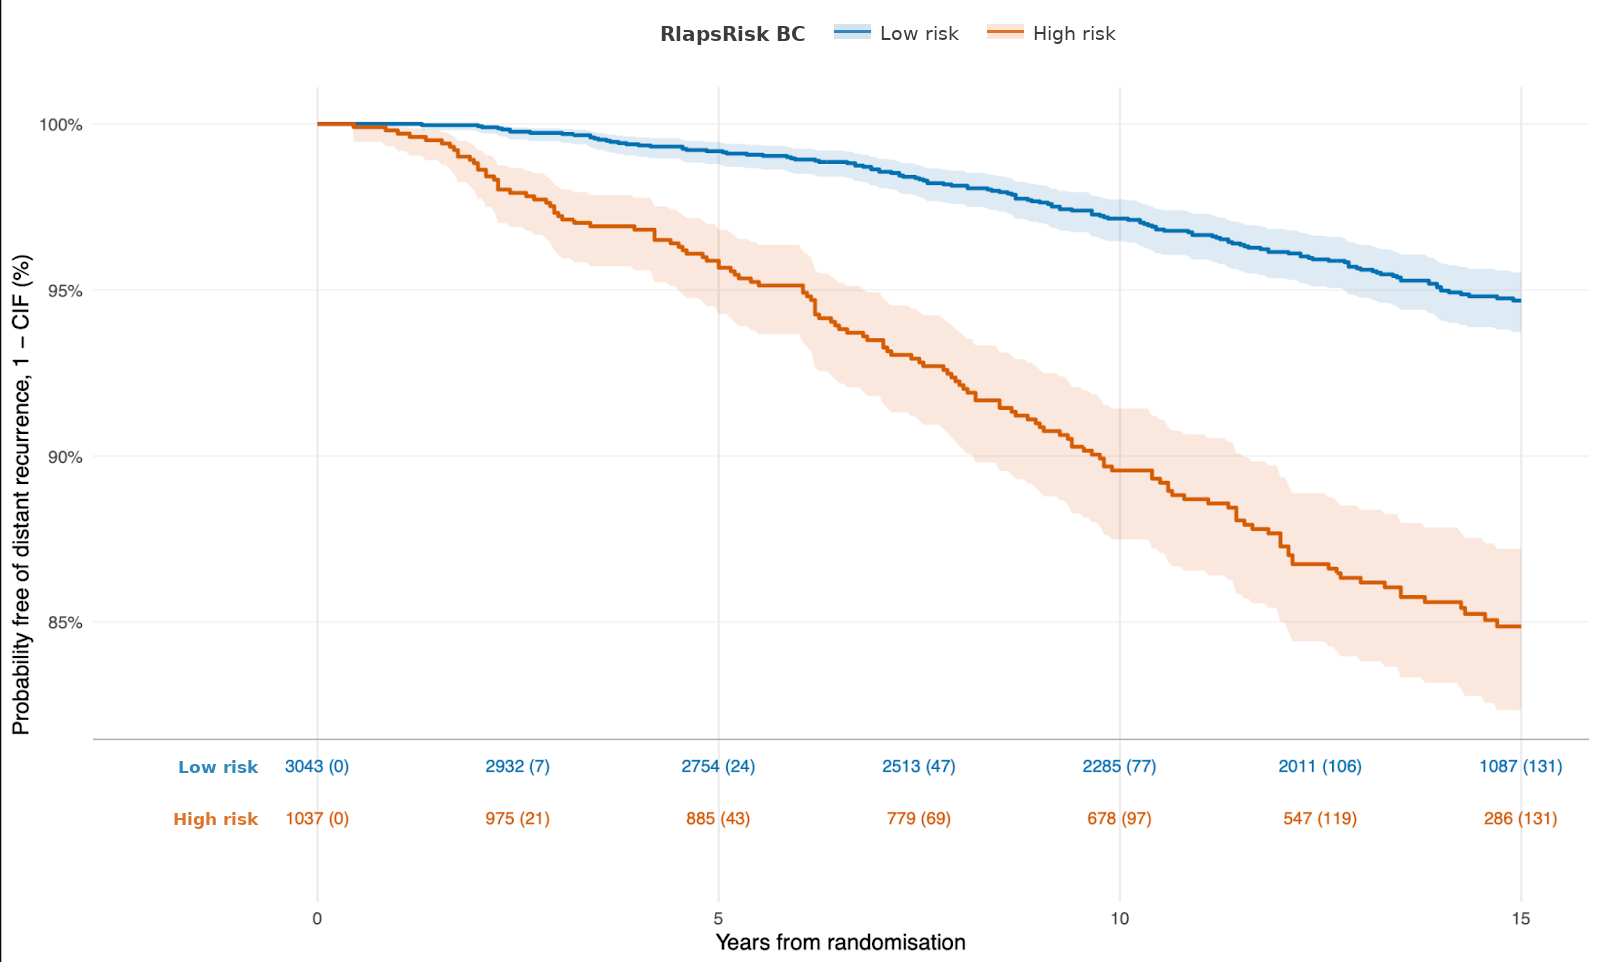 RlapsRisk BC Low risk High risk
Probability free of distant recurrence, 1 − CIF (%)
100%
95%
90%
85%
Low risk 3043 (0) 2932 (7) 2754 (24) 2513 (47) 2285 (77) 2011 (106) 1087 (131)
High risk 1037 (0) 975 (21) 885 (43) 779 (69) 678 (97) 547 (119) 286 (131)
0 5 10 15
Years from randomisation